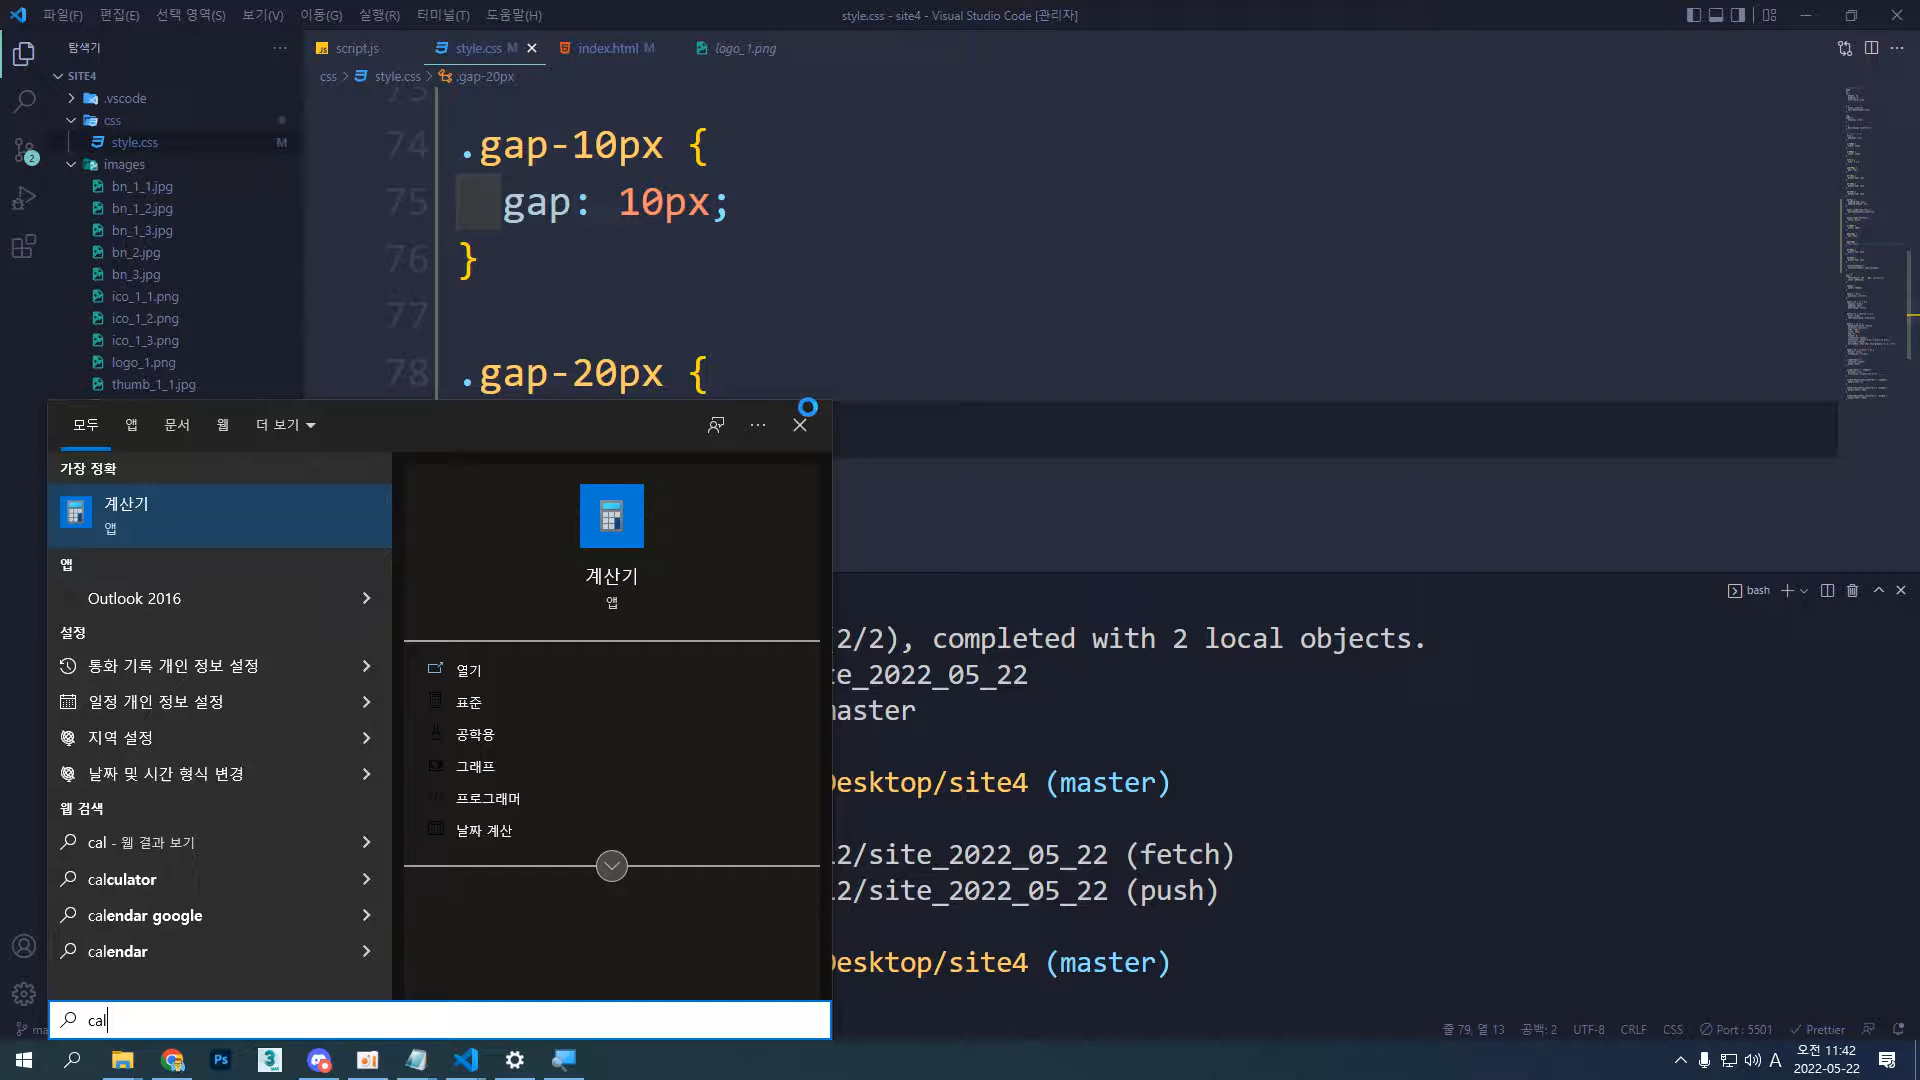 파일(F) 편집(E) 선택 영역(S) 보기(V) 이동(G) 실행(R) 터미널(T) 도움말(H)
style.css - site4 - Visual Studio Code [관리자]
탐색기
script.js
style.css M
index.html M
logo_1.png
css > style.css > .gap-20px
SITE4
.vscode
css
style.css M
images
bn_1_1.jpg
bn_1_2.jpg
bn_1_3.jpg
bn_2.jpg
bn_3.jpg
ico_1_1.png
ico_1_2.png
ico_1_3.png
logo_1.png
thumb_1_1.jpg
2
73
74 .gap-10px {
75 gap: 10px;
76 }
77
78 .gap-20px {
모두 앱 문서 웹 더 보기
가장 정확
계산기
앱
앱
Outlook 2016
설정
통화 기록 개인 정보 설정
일정 개인 정보 설정
지역 설정
날짜 및 시간 형식 변경
웹 검색
cal - 웹 결과 보기
calculator
calendar google
calendar
cal
계산기
앱
열기
표준
공학용
그래프
프로그래머
날짜 계산
bash
2/2), completed with 2 local objects.
te_2022_05_22
master
Desktop/site4 (master)
12/site_2022_05_22 (fetch)
12/site_2022_05_22 (push)
Desktop/site4 (master)
ma
줄 79, 열 13 공백: 2 UTF-8 CRLF CSS Port : 5501 Prettier
Ps
3
A
오전 11:42
2022-05-22